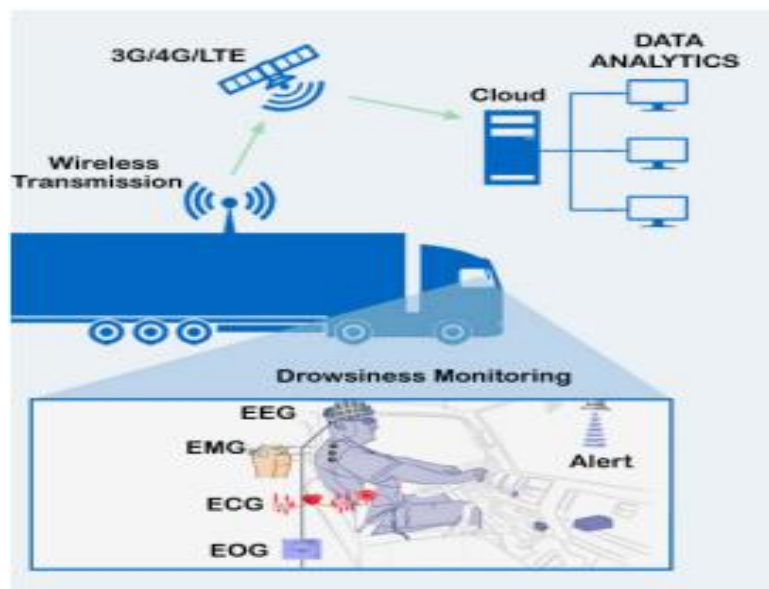 3G/4G/LTE
DATA
ANALYTICS
Cloud
Wireless
Transmission
Drowsiness Monitoring
EEG
EMG
Alert
ECG
EOG